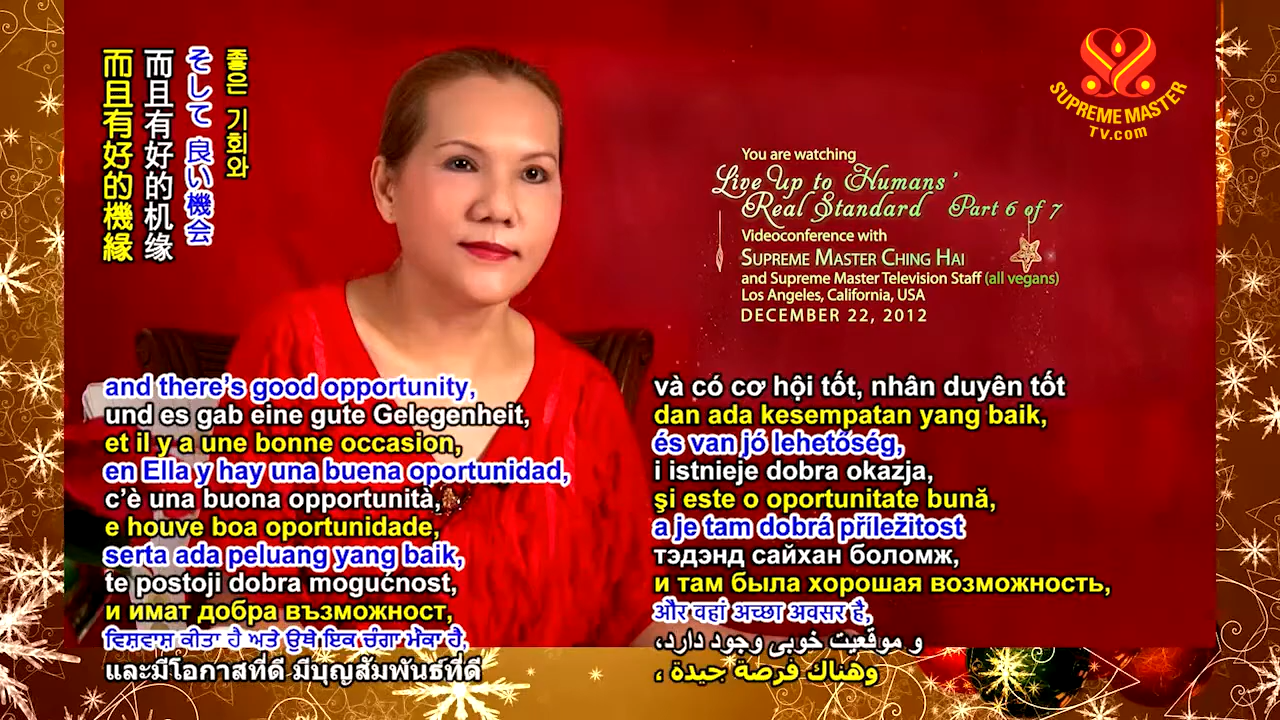 而且有好的機緣
而且有好的机缘
そして 良い機会
좋은 기회와
SUPREME MASTER
TV.com
You are watching
Live Up to Humans'
Real Standard Part 6 of 7
Videoconference with
SUPREME MASTER CHING HAI
and Supreme Master Television Staff (all vegans)
Los Angeles, California, USA
DECEMBER 22, 2012
and there's good opportunity,
und es gab eine gute Gelegenheit,
et il y a une bonne occasion,
en Ella y hay una buena oportunidad,
c'è una buona opportunità,
e houve boa oportunidade,
serta ada peluang yang baik,
te postoji dobra mogućnost,
и имат добра възможност,
ਵਿਸ਼ਵਾਸ਼ ਕੀਤਾ ਹੈ ਅਤੇ ਉਥੇ ਇਕ ਚੰਗਾ ਮੌਕਾ ਹੈ,
และมีโอกาสที่ดี มีบุญสัมพันธ์ที่ดี
và có cơ hội tốt, nhân duyên tốt
dan ada kesempatan yang baik,
és van jó lehetőség,
i istnieje dobra okazja,
şi este o oportunitate bună,
a je tam dobrá příležitost
тэдэнд сайхан боломж,
и там была хорошая возможность,
और वहां अच्छा अवसर है,
و موقعیت خوبی وجود دارد،
وهناك فرصة جيدة ،